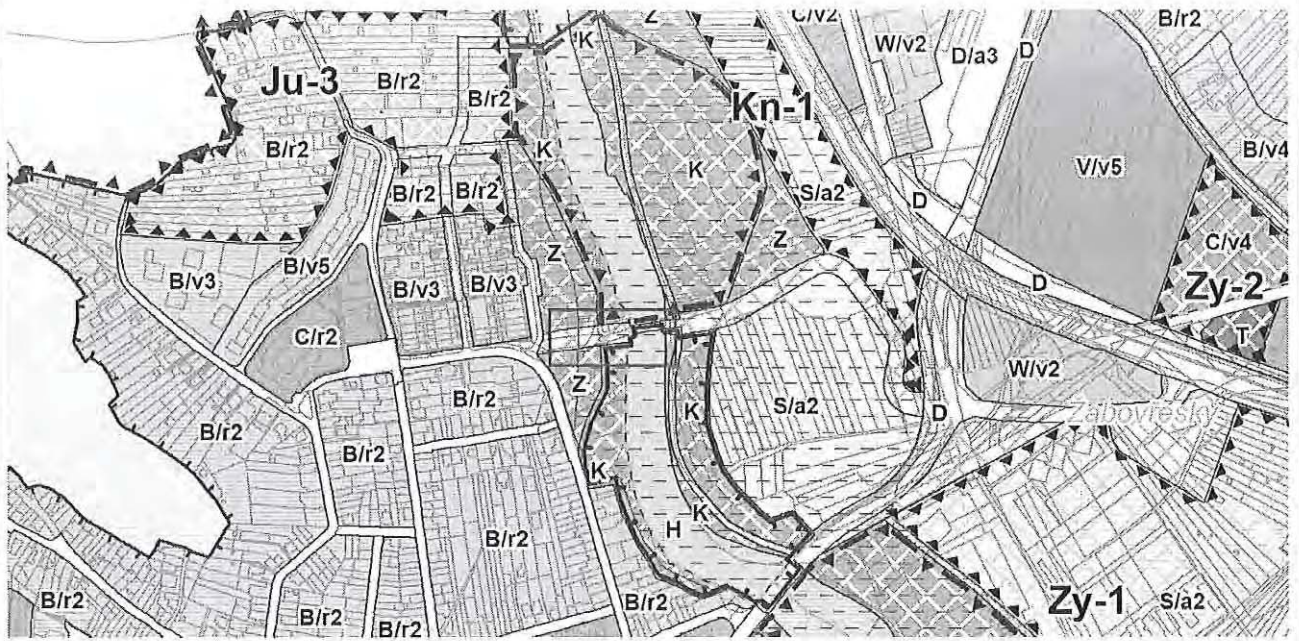 Z
C/v2
B/r2
W/v2
D/a3
D
K
Ju-3
B/r2
B/r2
Kn-1
B/r2
K
K
V/v5
B/v4
B/r2
B/r2
S/a2
D
C/v4
Z
Z
B/v3
B/v5
B/v3
B/v3
D
Zy-2
C/r2
T
W/v2
Z
B/r2
S/a2
K
D
Žabovřesky
B/r2
B/r2
K
K
H
B/r2
Zy-1
B/r2
B/r2
B/r2
B/r2
S/a2